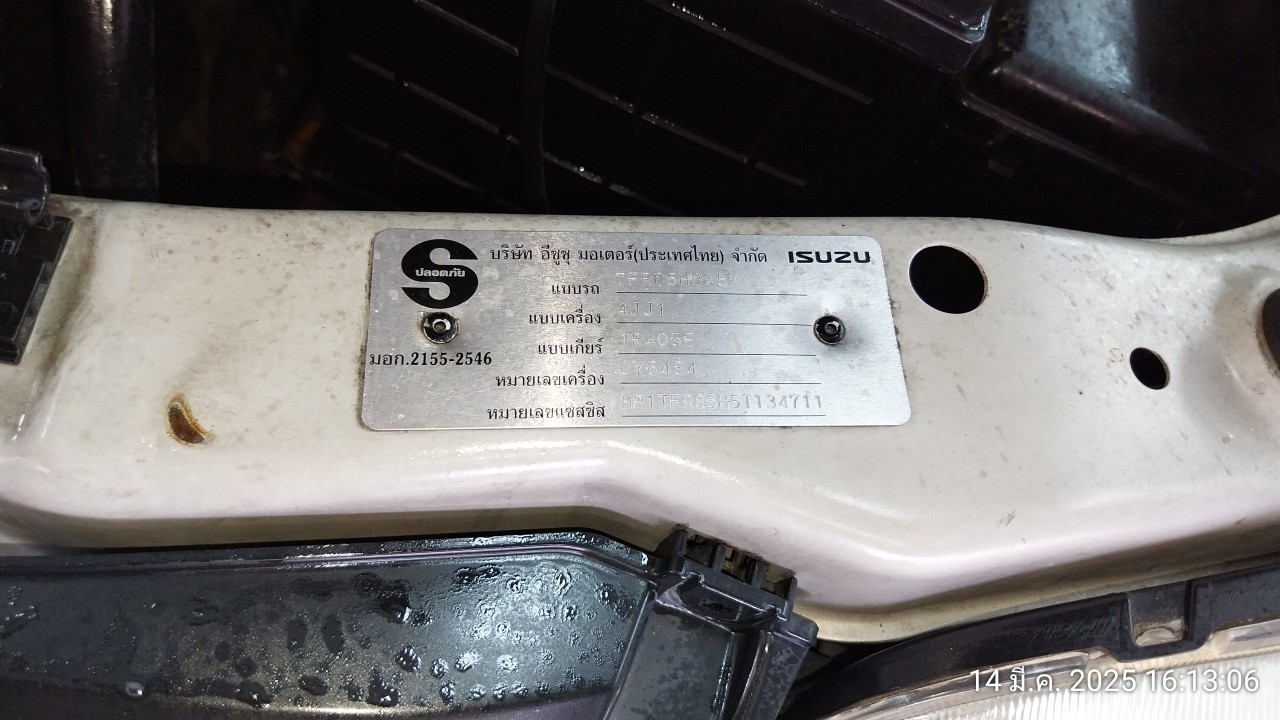 บริษัท อีซูซุ มอเตอร์(ประเทศไทย) จำกัด ISUZU
ปลอดภัย
แบบรถ
แบบเครื่อง 4JJ1
แบบเกียร์
มอก.2155-2546
หมายเลขเครื่อง
หมายเลขแชสซิส MP1TFR85H5T134711
14 มี.ค. 2025 16:13:06